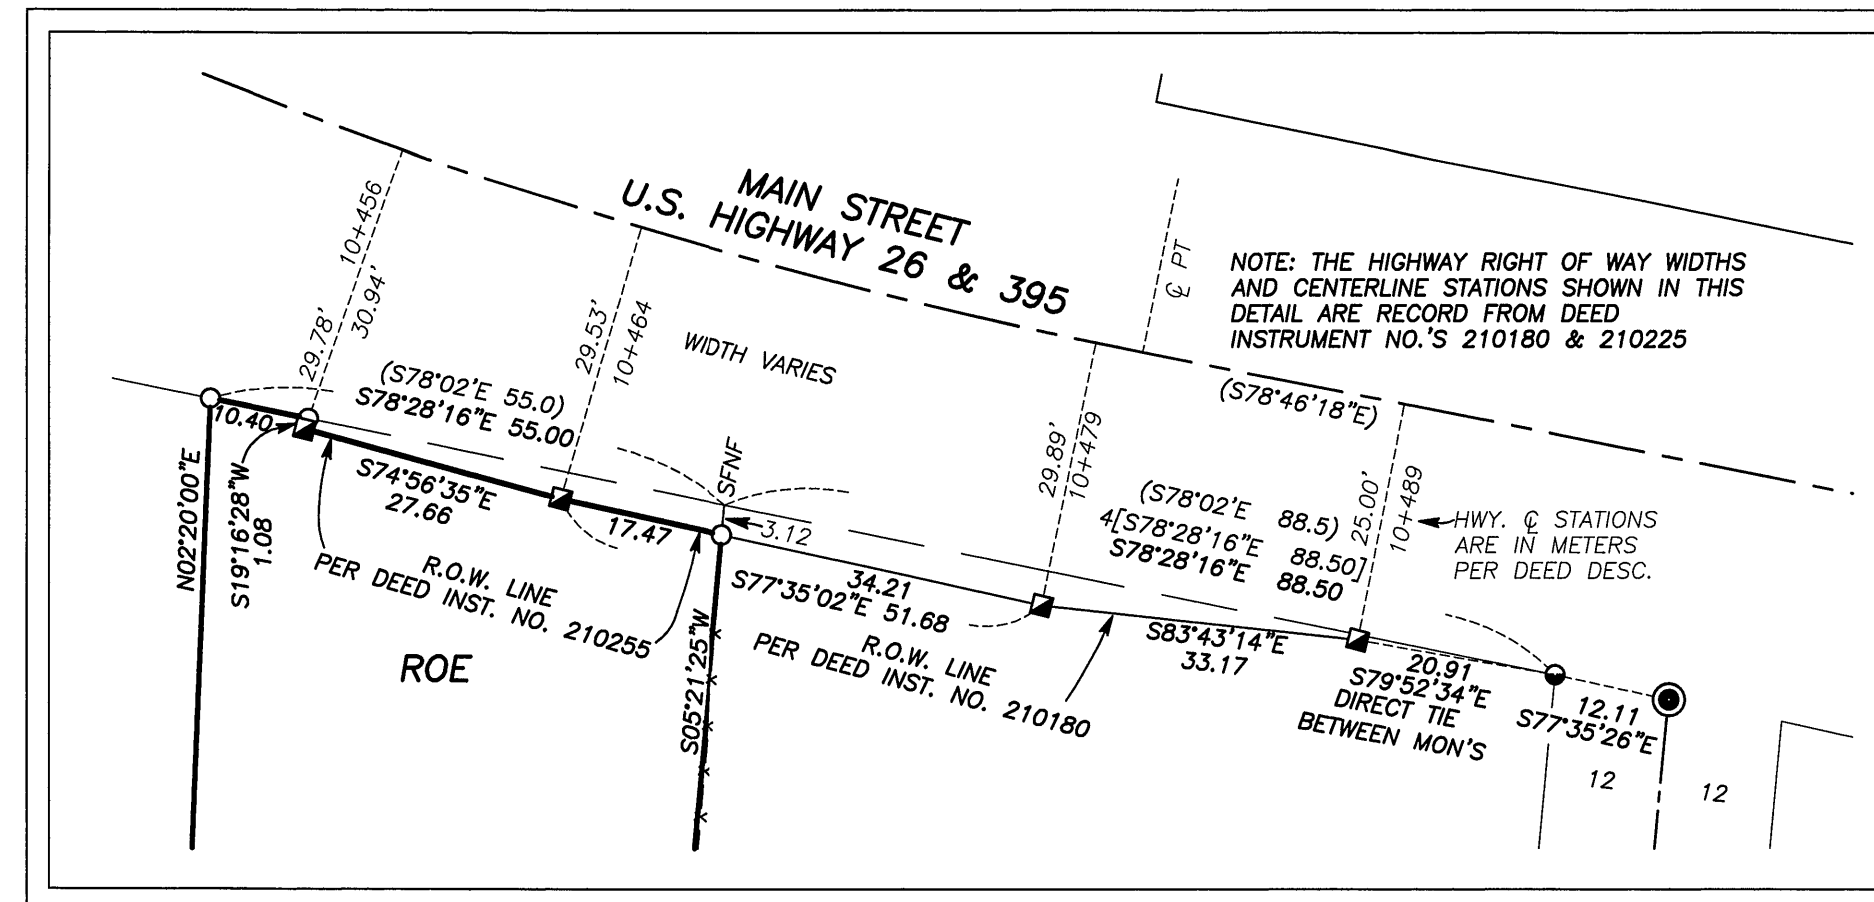 MAIN STREET
U.S. HIGHWAY 26 & 395
10+456
30.94'
29.78'
29.53'
10+464
WIDTH VARIES
℄ PT
NOTE: THE HIGHWAY RIGHT OF WAY WIDTHS
AND CENTERLINE STATIONS SHOWN IN THIS
DETAIL ARE RECORD FROM DEED
INSTRUMENT NO.'S 210180 & 210225
(S78°46'18"E)
(S78°02'E 55.0)
S78°28'16"E 55.00
10.40
S74°56'35"E
27.66
17.47
SFNF
3.12
29.89'
10+479
(S78°02'E 88.5)
4[S78°28'16"E 88.50]
S78°28'16"E 88.50
25.00'
10+489
HWY. ℄ STATIONS
ARE IN METERS
PER DEED DESC.
N02°20'00"E
S19°16'28"W
1.08
R.O.W. LINE
PER DEED INST. NO. 210255
ROE
S05°21'25"W
34.21
S77°35'02"E 51.68
R.O.W. LINE
PER DEED INST. NO. 210180
S83°43'14"E
33.17
20.91
S79°52'34"E
DIRECT TIE
BETWEEN MON'S
12.11
S77°35'26"E
12
12